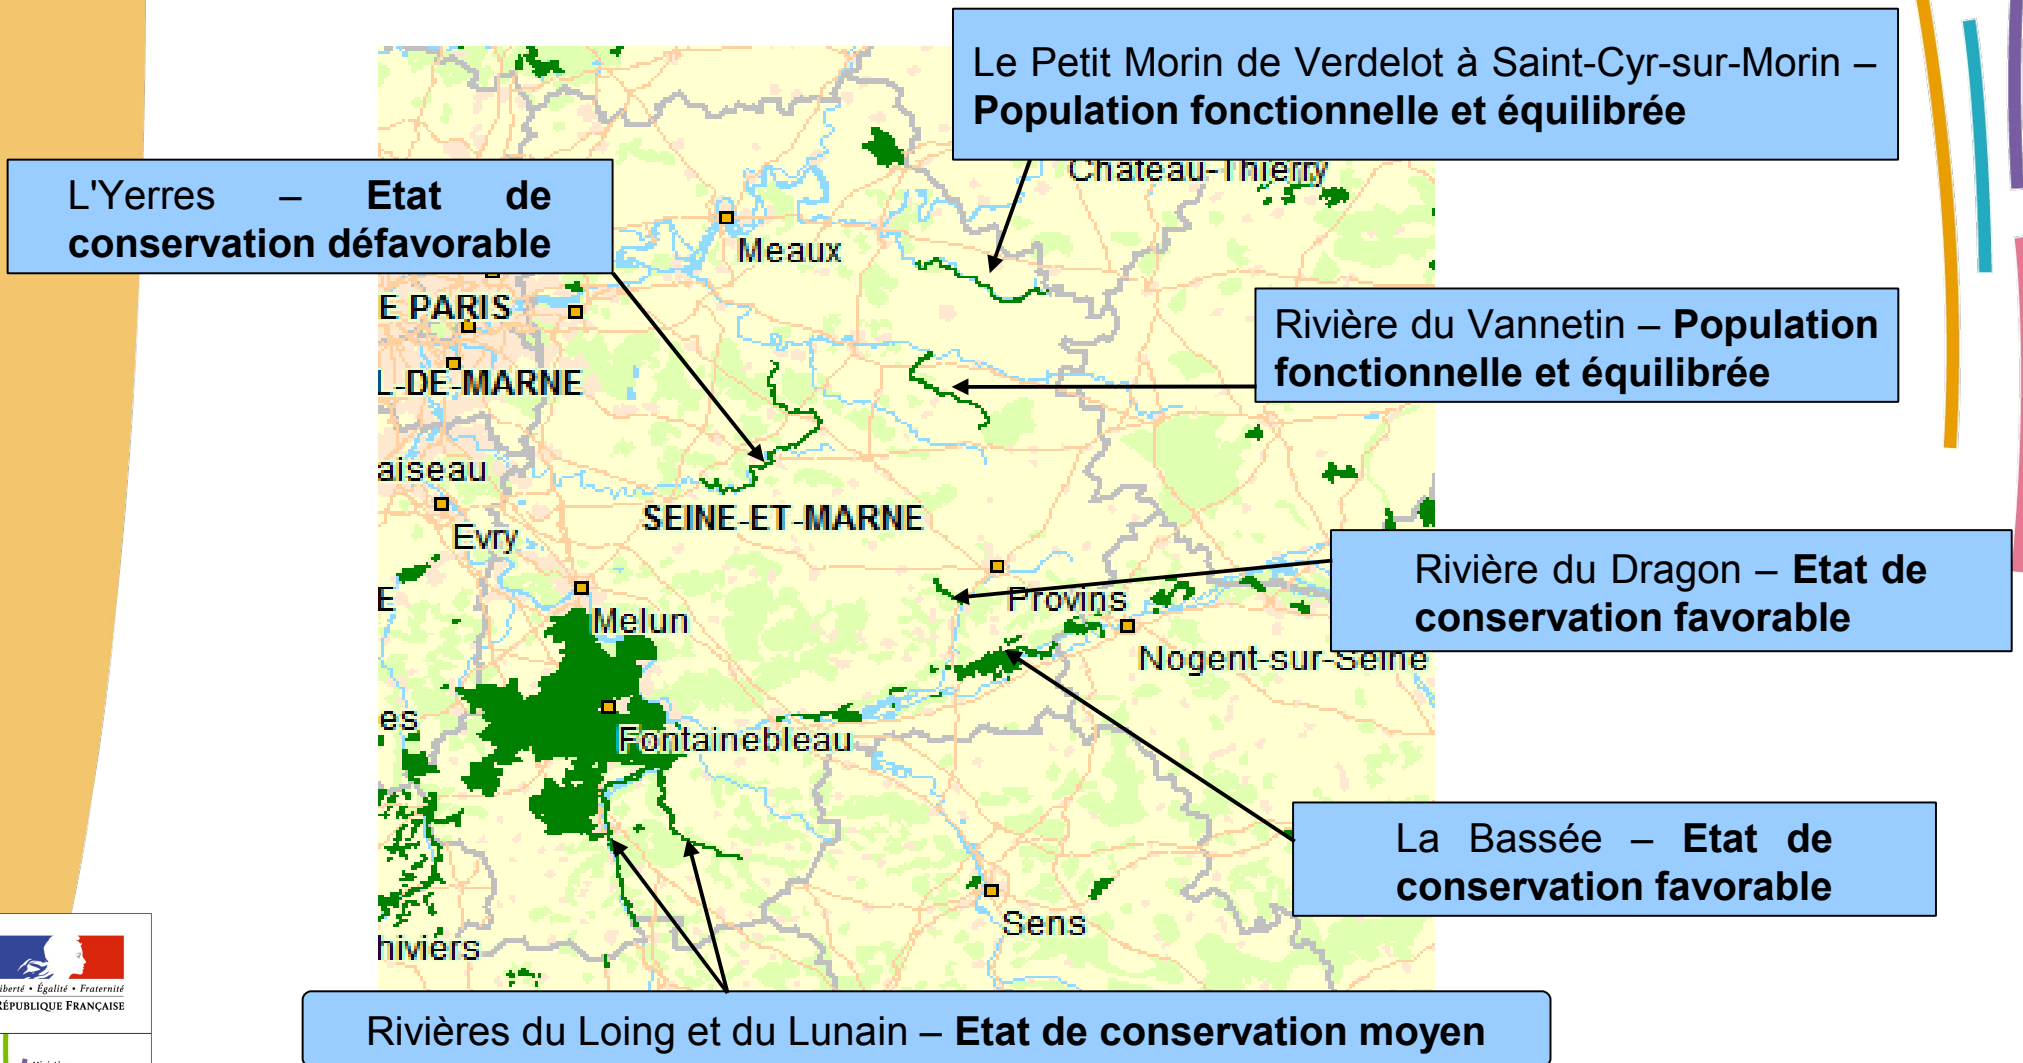 Le Petit Morin de Verdelot à Saint-Cyr-sur-Morin –
Population fonctionnelle et équilibrée
Château-Thierry
L'Yerres – Etat de
conservation défavorable
Meaux
E PARIS
Rivière du Vannetin – Population
fonctionnelle et équilibrée
L-DE-MARNE
aiseau
SEINE-ET-MARNE
Evry
Rivière du Dragon – Etat de
conservation favorable
E
Provins
Melun
Nogent-sur-Seine
es
Fontainebleau
La Bassée – Etat de
conservation favorable
Sens
hiviers
iberté • Égalité • Fraternité
RÉPUBLIQUE FRANÇAISE
Rivières du Loing et du Lunain – Etat de conservation moyen